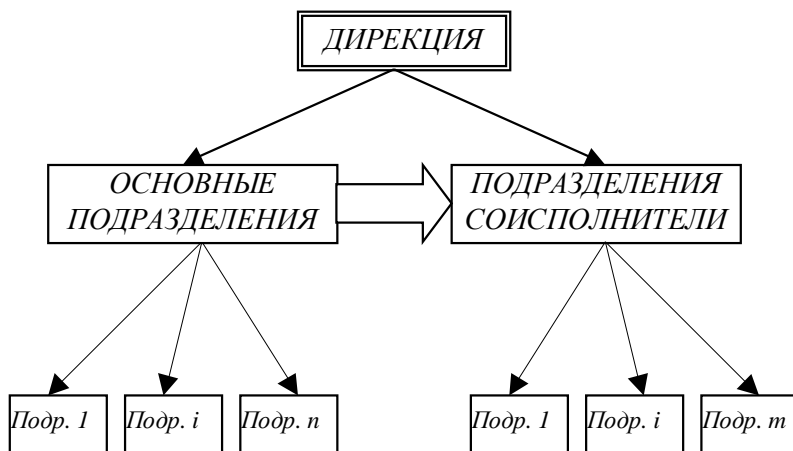 ДИРЕКЦИЯ
ОСНОВНЫЕ
ПОДРАЗДЕЛЕНИЯ
ПОДРАЗДЕЛЕНИЯ
СОИСПОЛНИТЕЛИ
Подр. 1
Подр. i
Подр. n
Подр. 1
Подр. i
Подр. m